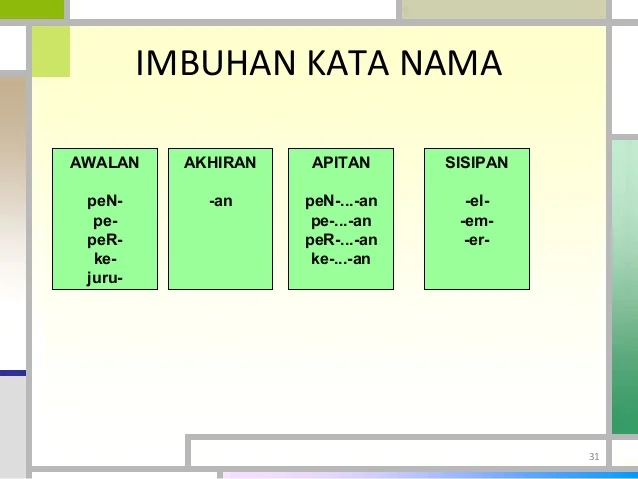 IMBUHAN KATA NAMA
AWALAN
peN-
pe-
peR-
ke-
juru-
AKHIRAN
-an
APITAN
peN-...-an
pe-...-an
peR-...-an
ke-...-an
SISIPAN
-el-
-em-
-er-
31